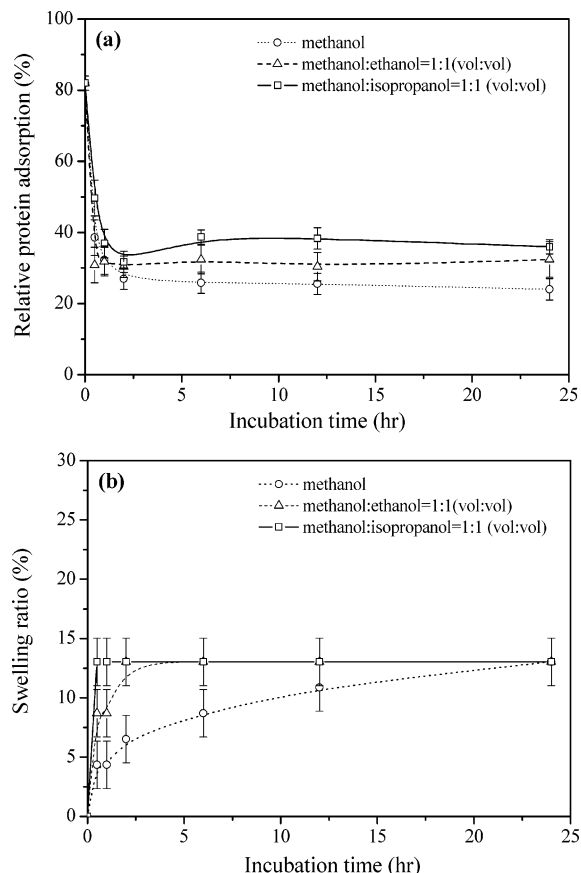 (a)
methanol
methanol:ethanol=1:1(vol:vol)
methanol:isopropanol=1:1 (vol:vol)
Relative protein adsorption (%)
100
80
60
40
20
0
0 5 10 15 20 25
Incubation time (hr)
(b)
methanol
methanol:ethanol=1:1(vol:vol)
methanol:isopropanol=1:1 (vol:vol)
Swelling ratio (%)
30
25
20
15
10
5
0
0 5 10 15 20 25
Incubation time (hr)